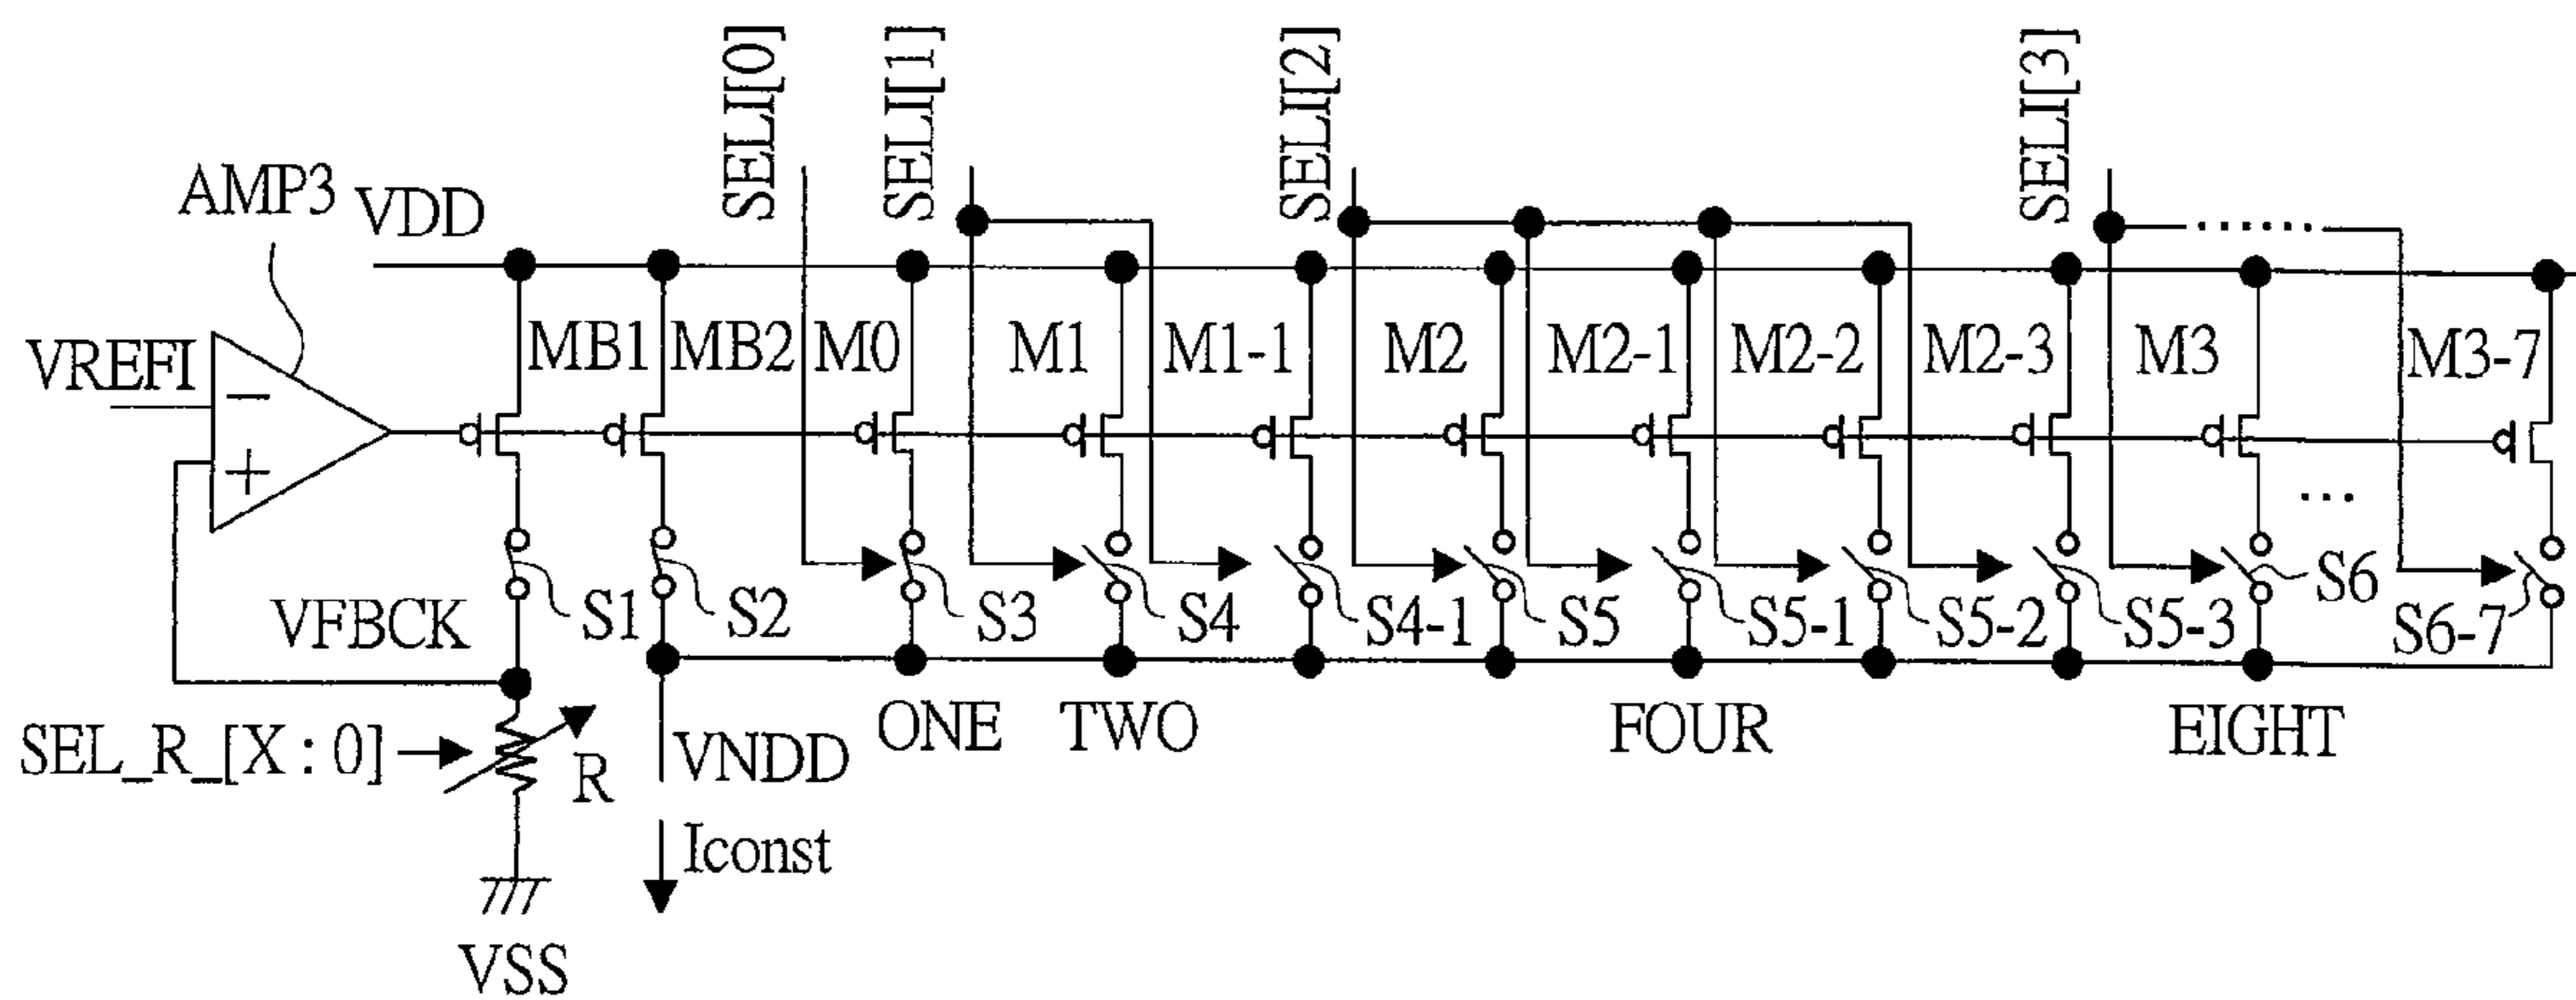 SELI[0]
SELI[1]
SELI[2]
SELI[3]
AMP3
VDD
VREFI
−
+
MB1
MB2
M0
M1
M1-1
M2
M2-1
M2-2
M2-3
M3
M3-7
......
...
VFBCK
S1
S2
S3
S4
S4-1
S5
S5-1
S5-2
S5-3
S6
S6-7
SEL_R_[X : 0]
R
VNDD
ONE
TWO
FOUR
EIGHT
Iconst
VSS